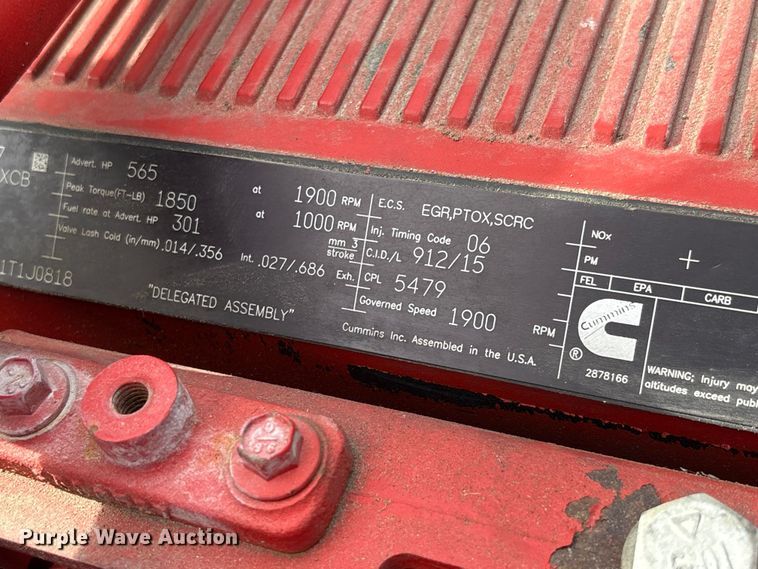 7
XCB
1T1J0818
Advert. HP 565 at 1900 RPM
Peak Torque(FT-LB) 1850 at 1000 RPM
Fuel rate at Advert. HP 301 mm 3 stroke
Valve Lash Cold (in/mm) .014/.356 Int. .027/.686 Exh.
"DELEGATED ASSEMBLY"
E.C.S. EGR,PTOX,SCRC
Inj. Timing Code 06
C.I.D./L 912/15
CPL 5479
Governed Speed 1900 RPM
Cummins Inc. Assembled in the U.S.A.
NOx
PM +
FEL EPA CARB
Cummins
®
2878166
WARNING: Injury may
altitudes exceed publ
Purple Wave Auction